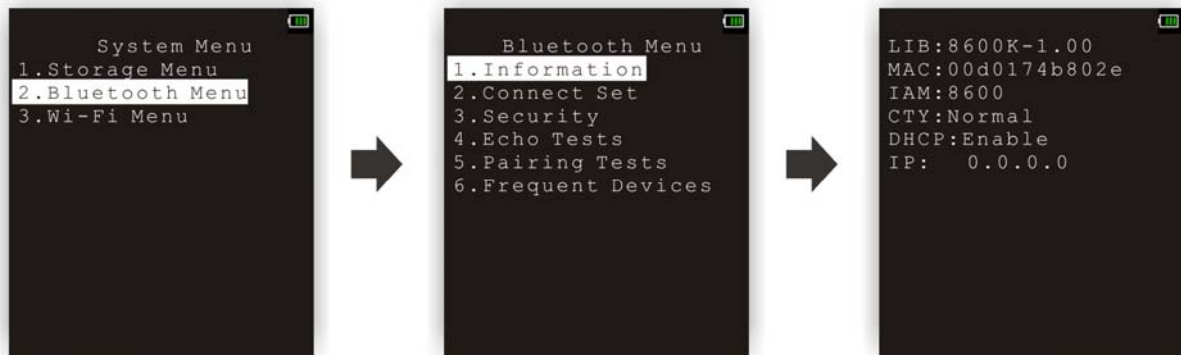 System Menu
1.Storage Menu
2.Bluetooth Menu
3.Wi-Fi Menu
Bluetooth Menu
1.Information
2.Connect Set
3.Security
4.Echo Tests
5.Pairing Tests
6.Frequent Devices
LIB:8600K-1.00
MAC:00d0174b802e
IAM:8600
CTY:Normal
DHCP:Enable
IP: 0.0.0.0